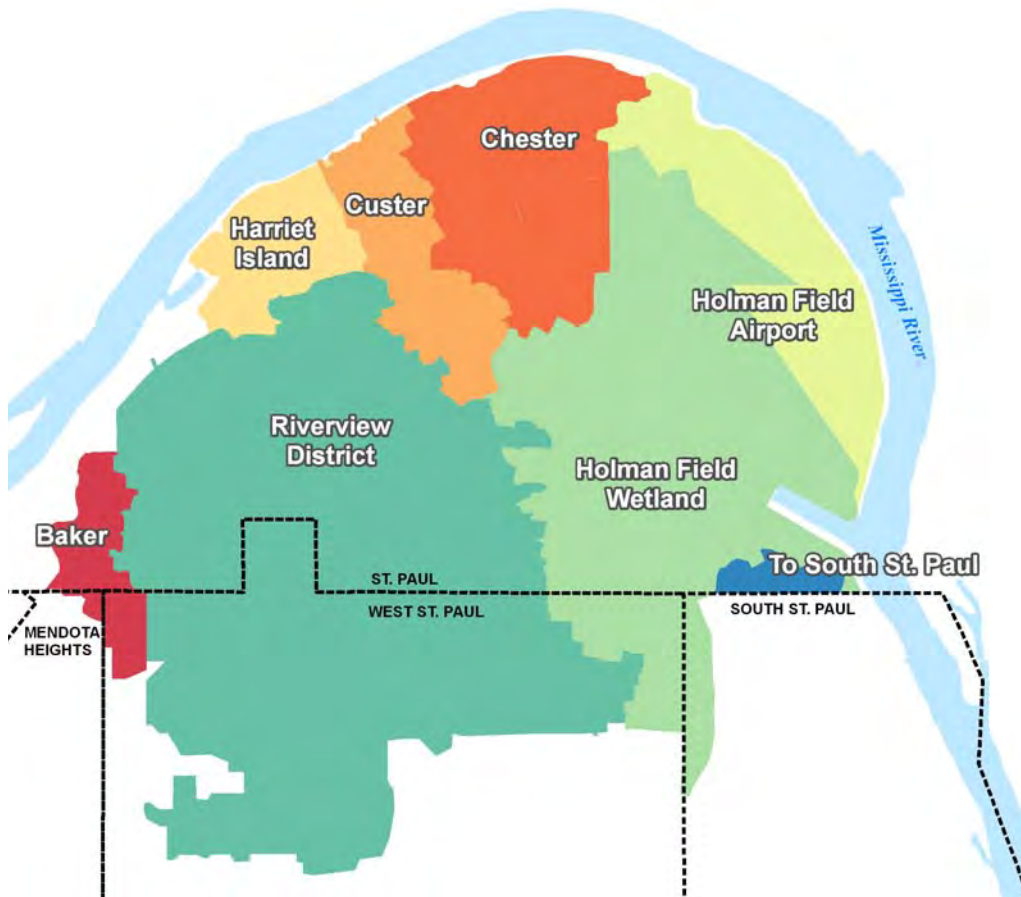 Chester
Custer
Harriet
Island
Mississippi River
Holman Field
Airport
Riverview
District
Holman Field
Wetland
Baker
To South St. Paul
ST. PAUL
WEST ST. PAUL
SOUTH ST. PAUL
MENDOTA
HEIGHTS